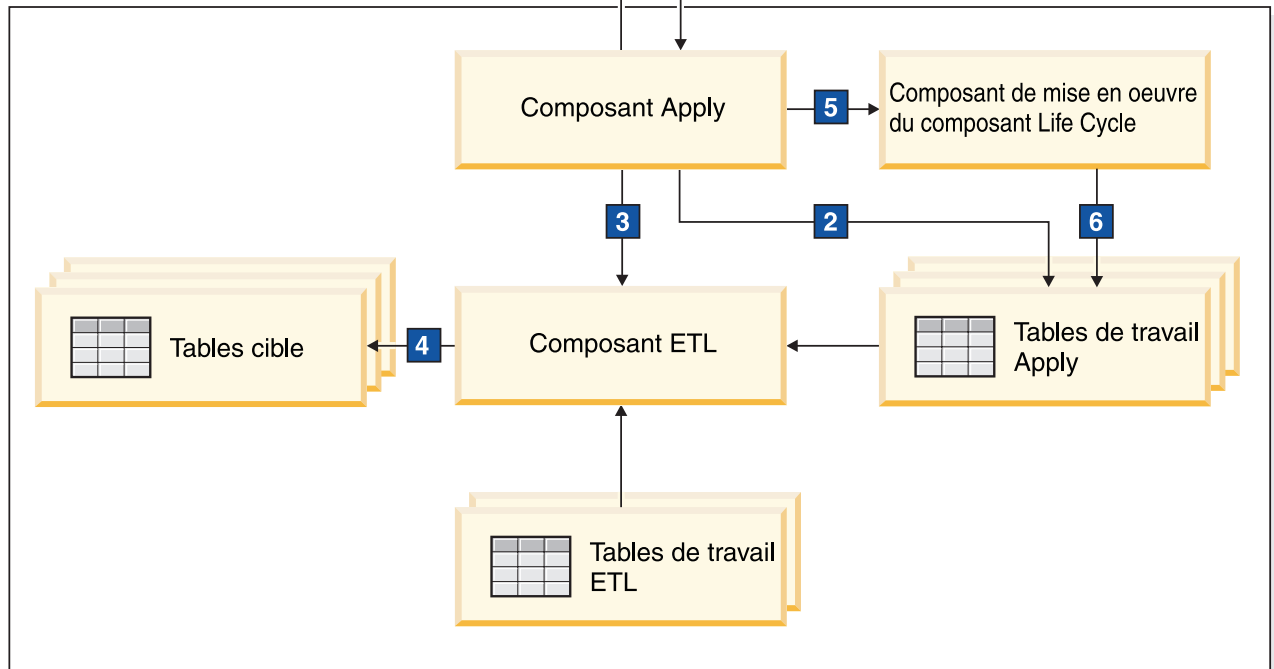 Composant Apply
5
Composant de mise en oeuvre
du composant Life Cycle
3
2
6
Tables cible
4
Composant ETL
Tables de travail
Apply
Tables de travail
ETL